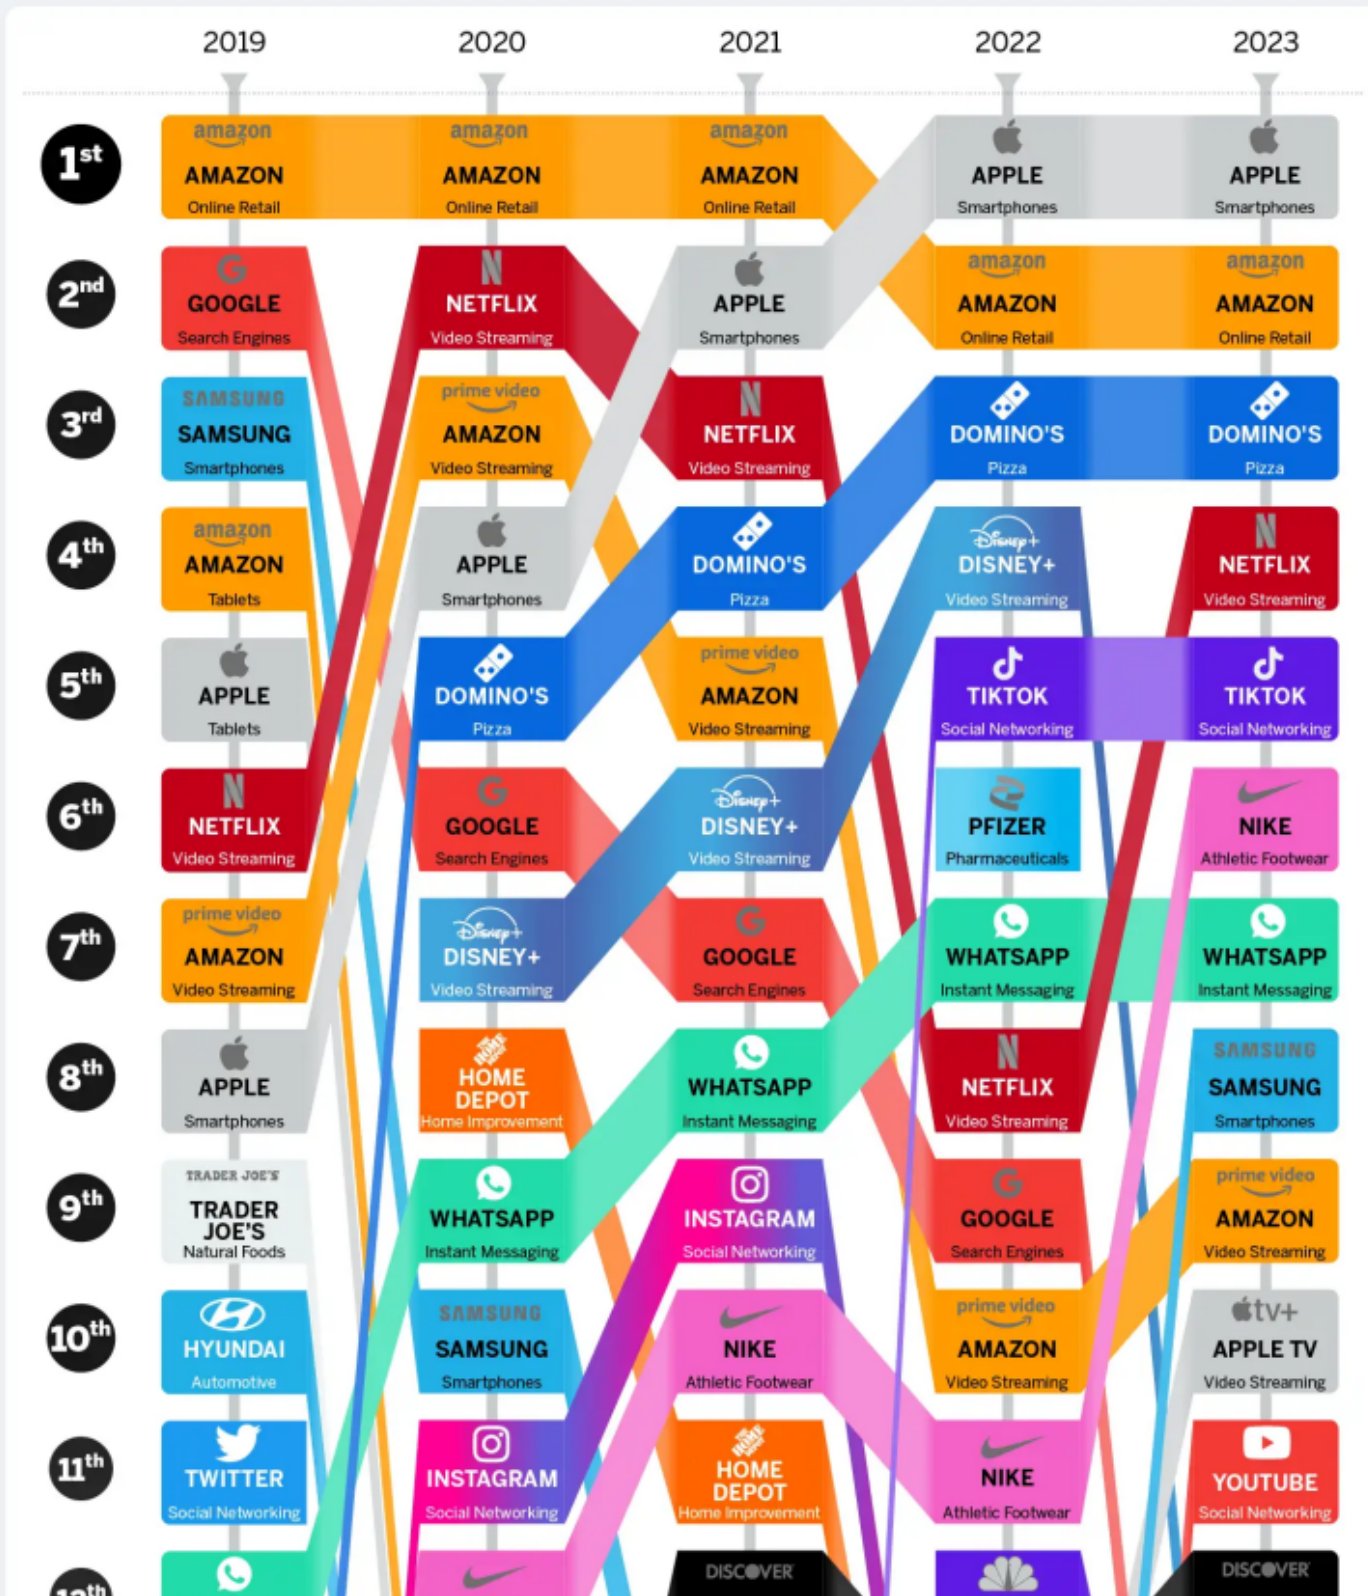 2019 2020 2021 2022 2023
1st
amazon amazon amazon
AMAZON AMAZON AMAZON APPLE APPLE
Online Retail Online Retail Online Retail Smartphones Smartphones
2nd
G N amazon amazon
GOOGLE NETFLIX APPLE AMAZON AMAZON
Search Engines Video Streaming Smartphones Online Retail Online Retail
3rd
SAMSUNG prime video N
SAMSUNG AMAZON NETFLIX DOMINO'S DOMINO'S
Smartphones Video Streaming Video Streaming Pizza Pizza
4th
amazon Disney+ N
AMAZON APPLE DOMINO'S DISNEY+ NETFLIX
Tablets Smartphones Pizza Video Streaming Video Streaming
5th
prime video
APPLE DOMINO'S AMAZON TIKTOK TIKTOK
Tablets Pizza Video Streaming Social Networking Social Networking
6th
N G Disney+
NETFLIX GOOGLE DISNEY+ PFIZER NIKE
Video Streaming Search Engines Video Streaming Pharmaceuticals Athletic Footwear
7th
prime video Disney+ G
AMAZON DISNEY+ GOOGLE WHATSAPP WHATSAPP
Video Streaming Video Streaming Search Engines Instant Messaging Instant Messaging
8th
THE HOME DEPOT N SAMSUNG
APPLE HOME DEPOT WHATSAPP NETFLIX SAMSUNG
Smartphones Home Improvement Instant Messaging Video Streaming Smartphones
9th
TRADER JOE'S G prime video
TRADER JOE'S WHATSAPP INSTAGRAM GOOGLE AMAZON
Natural Foods Instant Messaging Social Networking Search Engines Video Streaming
10th
SAMSUNG prime video tv+
HYUNDAI SAMSUNG NIKE AMAZON APPLE TV
Automotive Smartphones Athletic Footwear Video Streaming Video Streaming
11th
THE HOME DEPOT
TWITTER INSTAGRAM HOME DEPOT NIKE YOUTUBE
Social Networking Social Networking Home Improvement Athletic Footwear Social Networking
12th
DISCOVER DISCOVER